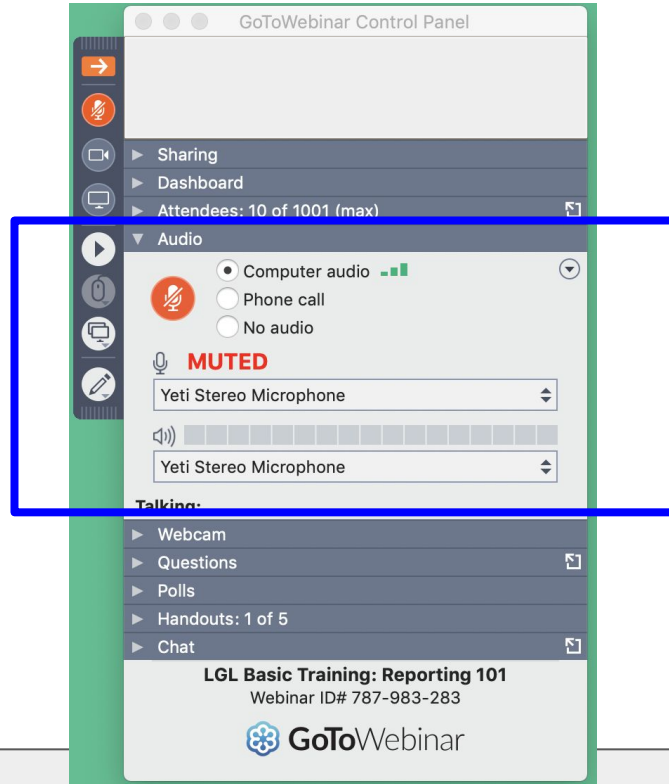 GoToWebinar Control Panel
Sharing
Dashboard
Attendees: 10 of 1001 (max)
Audio
Computer audio
Phone call
No audio
MUTED
Yeti Stereo Microphone
Yeti Stereo Microphone
Talking:
Webcam
Questions
Polls
Handouts: 1 of 5
Chat
LGL Basic Training: Reporting 101
Webinar ID# 787-983-283
GoToWebinar